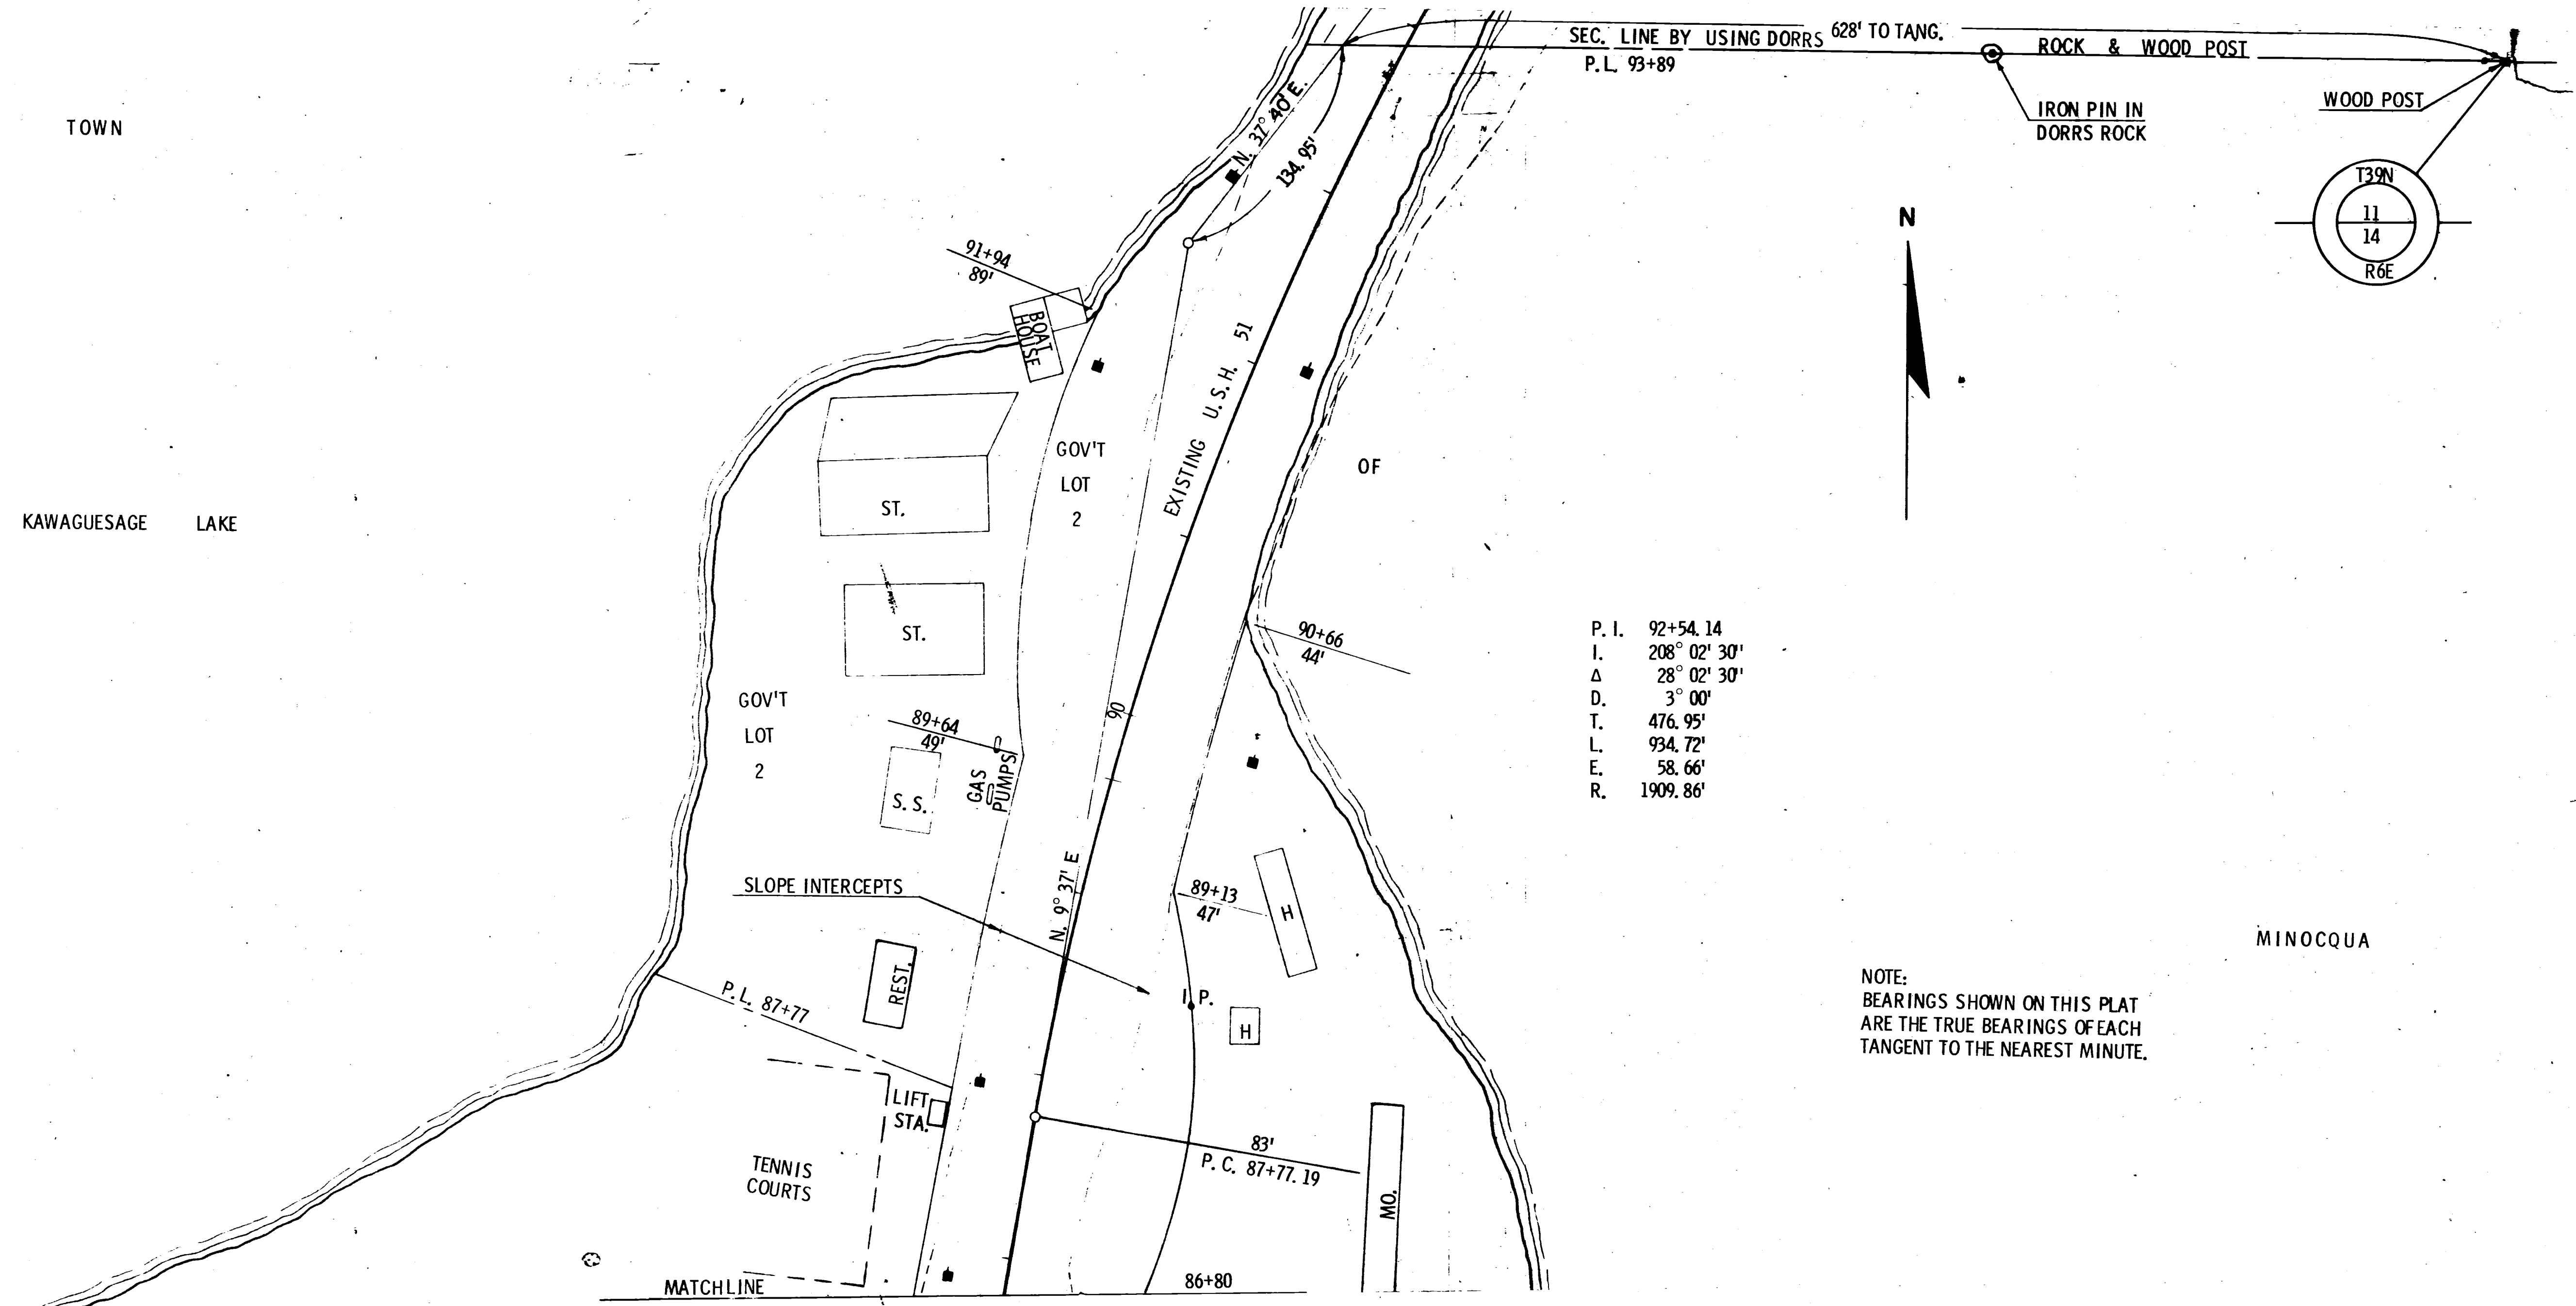 SEC. LINE BY USING DORRS
628' TO TANG.
ROCK & WOOD POST
P.L. 93+89
WOOD POST
IRON PIN IN
DORRS ROCK
TOWN
N. 37° 40' E.
134.95'
T39N
11
14
R6E
N
91+94
89'
BOAT
HOUSE
EXISTING U.S.H. 51
GOV'T
LOT
2
OF
ST.
KAWAGUESAGE LAKE
ST.
90+66
44'
P.I. 92+54.14
I. 208° 02' 30"
Δ 28° 02' 30"
D. 3° 00'
T. 476.95'
L. 934.72'
E. 58.66'
R. 1909.86'
GOV'T
LOT
2
89+64
49'
90
S.S.
GAS
PUMPS
N. 9° 37' E
SLOPE INTERCEPTS
89+13
47'
H
MINOCQUA
REST.
I.P.
H
P.L. 87+77
NOTE:
BEARINGS SHOWN ON THIS PLAT
ARE THE TRUE BEARINGS OF EACH
TANGENT TO THE NEAREST MINUTE.
LIFT
STA.
83'
P.C. 87+77.19
TENNIS
COURTS
MO.
MATCHLINE
86+80